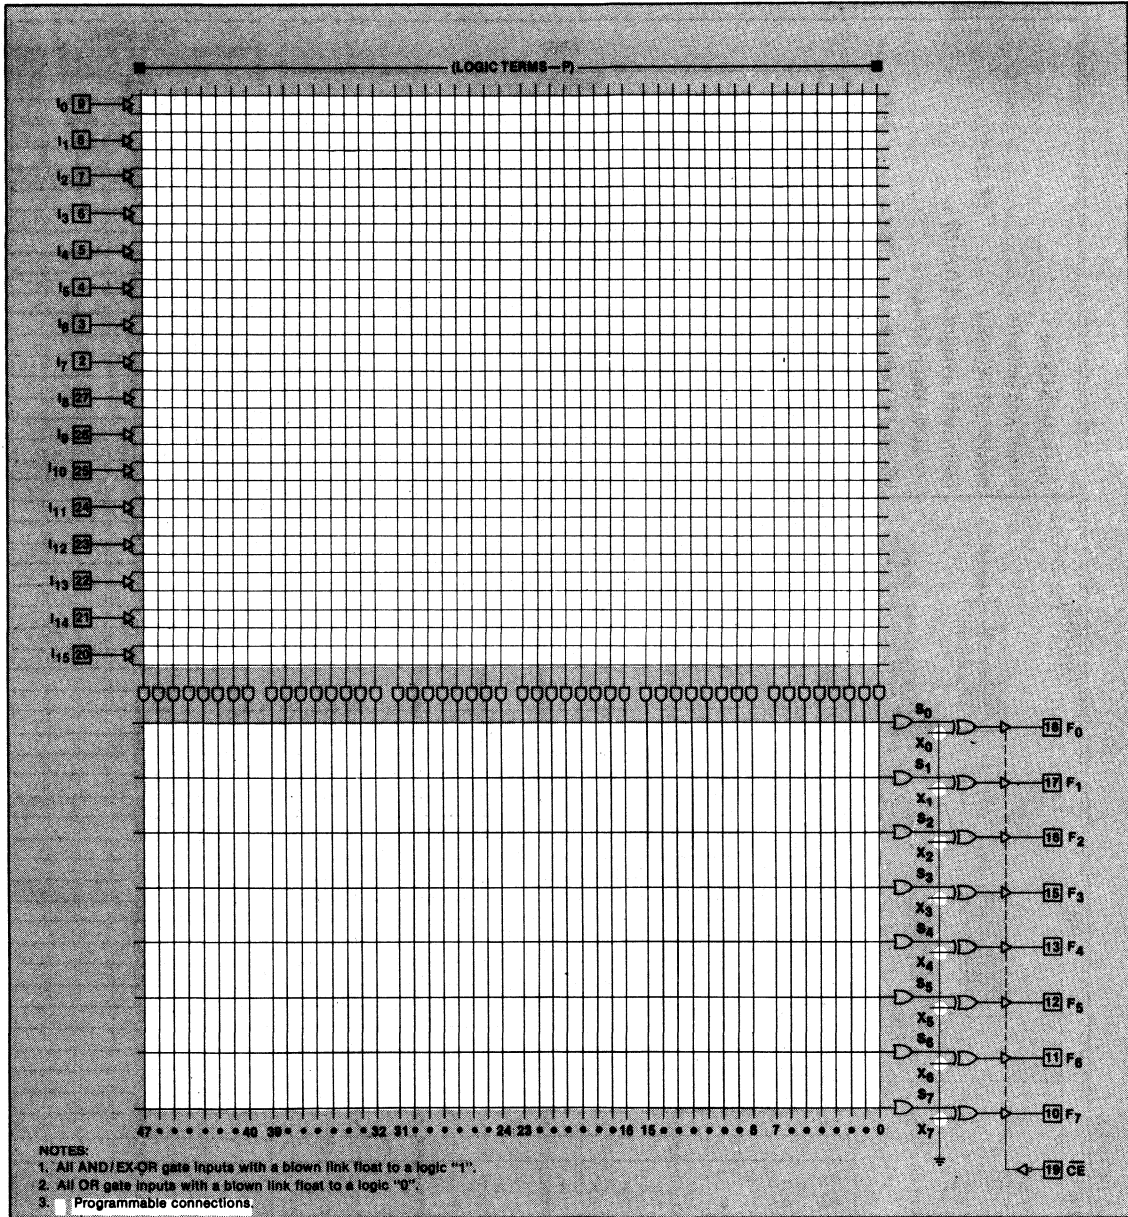 (LOGIC TERMS—P)
I0 9
I1 8
I2 7
I3 6
I4 5
I5 4
I6 3
I7 2
I8 27
I9 26
I10 25
I11 24
I12 23
I13 22
I14 21
I15 20
S0
X0
18 F0
S1
X1
17 F1
S2
X2
16 F2
S3
X3
15 F3
S4
X4
13 F4
S5
X5
12 F5
S6
X6
11 F6
S7
X7
10 F7
47 40 39 32 31 24 23 16 15 8 7 0
19 C̅E̅
NOTES:
1. All AND/EX-OR gate inputs with a blown link float to a logic "1".
2. All OR gate inputs with a blown link float to a logic "0".
3. Programmable connections.